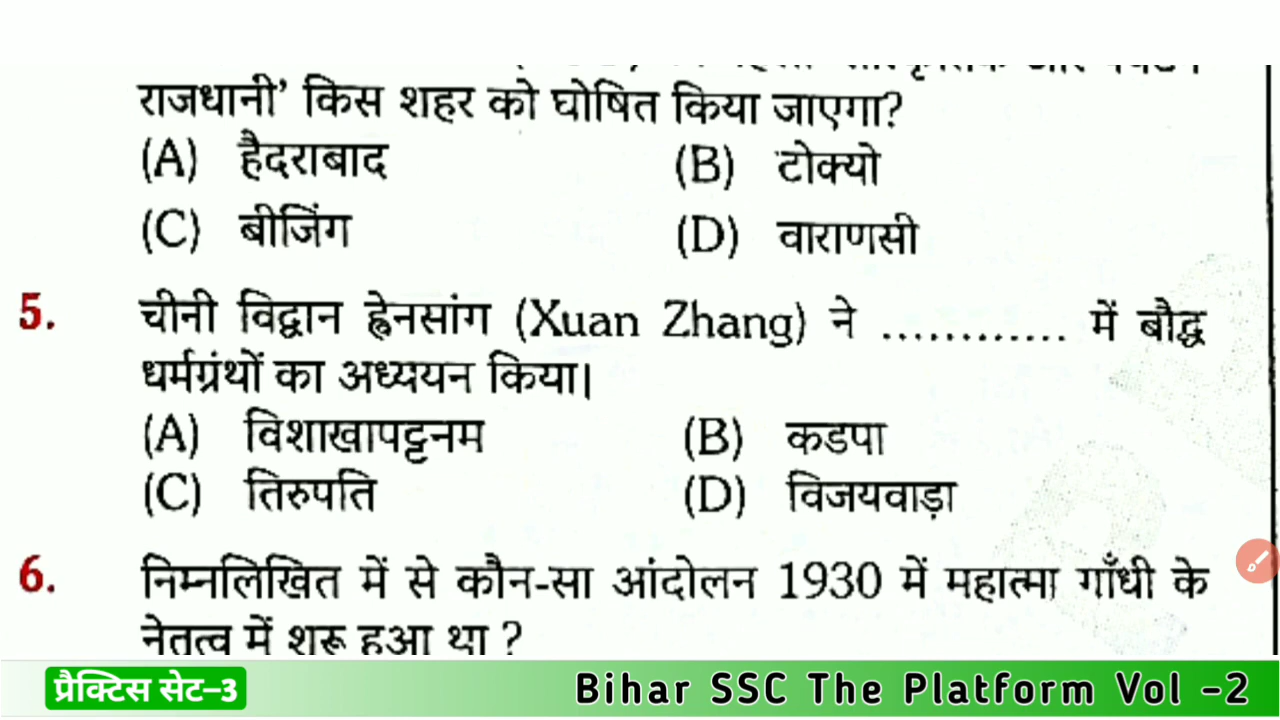 राजधानी’ किस शहर को घोषित किया जाएगा?
(A) हैदराबाद (B) टोक्यो
(C) बीजिंग (D) वाराणसी
5. चीनी विद्वान ह्वेनसांग (Xuan Zhang) ने ............ में बौद्ध
धर्मग्रंथों का अध्ययन किया।
(A) विशाखापट्टनम (B) कडपा
(C) तिरुपति (D) विजयवाड़ा
6. निम्नलिखित में से कौन-सा आंदोलन 1930 में महात्मा गाँधी के
नेतृत्व में शुरू हुआ था ?
प्रैक्टिस सेट–3 Bihar SSC The Platform Vol –2